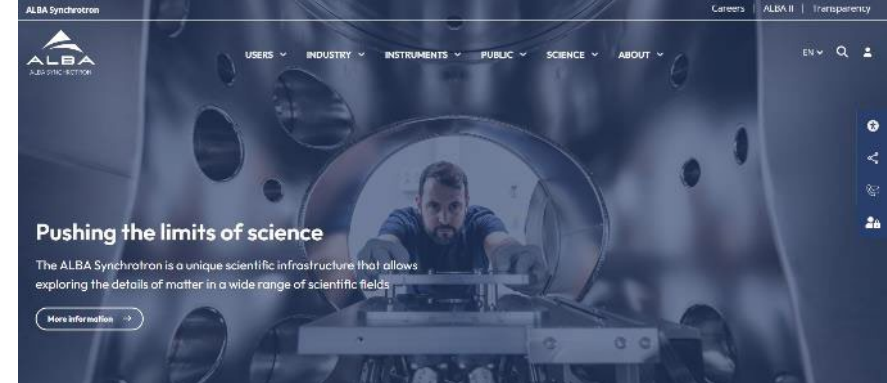 ALBA Synchrotron
Careers | ALBA II | Transparency
ALBA
ALBA SYNCHROTRON
USERS INDUSTRY INSTRUMENTS PUBLIC SCIENCE ABOUT
EN
Pushing the limits of science
The ALBA Synchrotron is a unique scientific infrastructure that allows
exploring the details of matter in a wide range of scientific fields
More information →